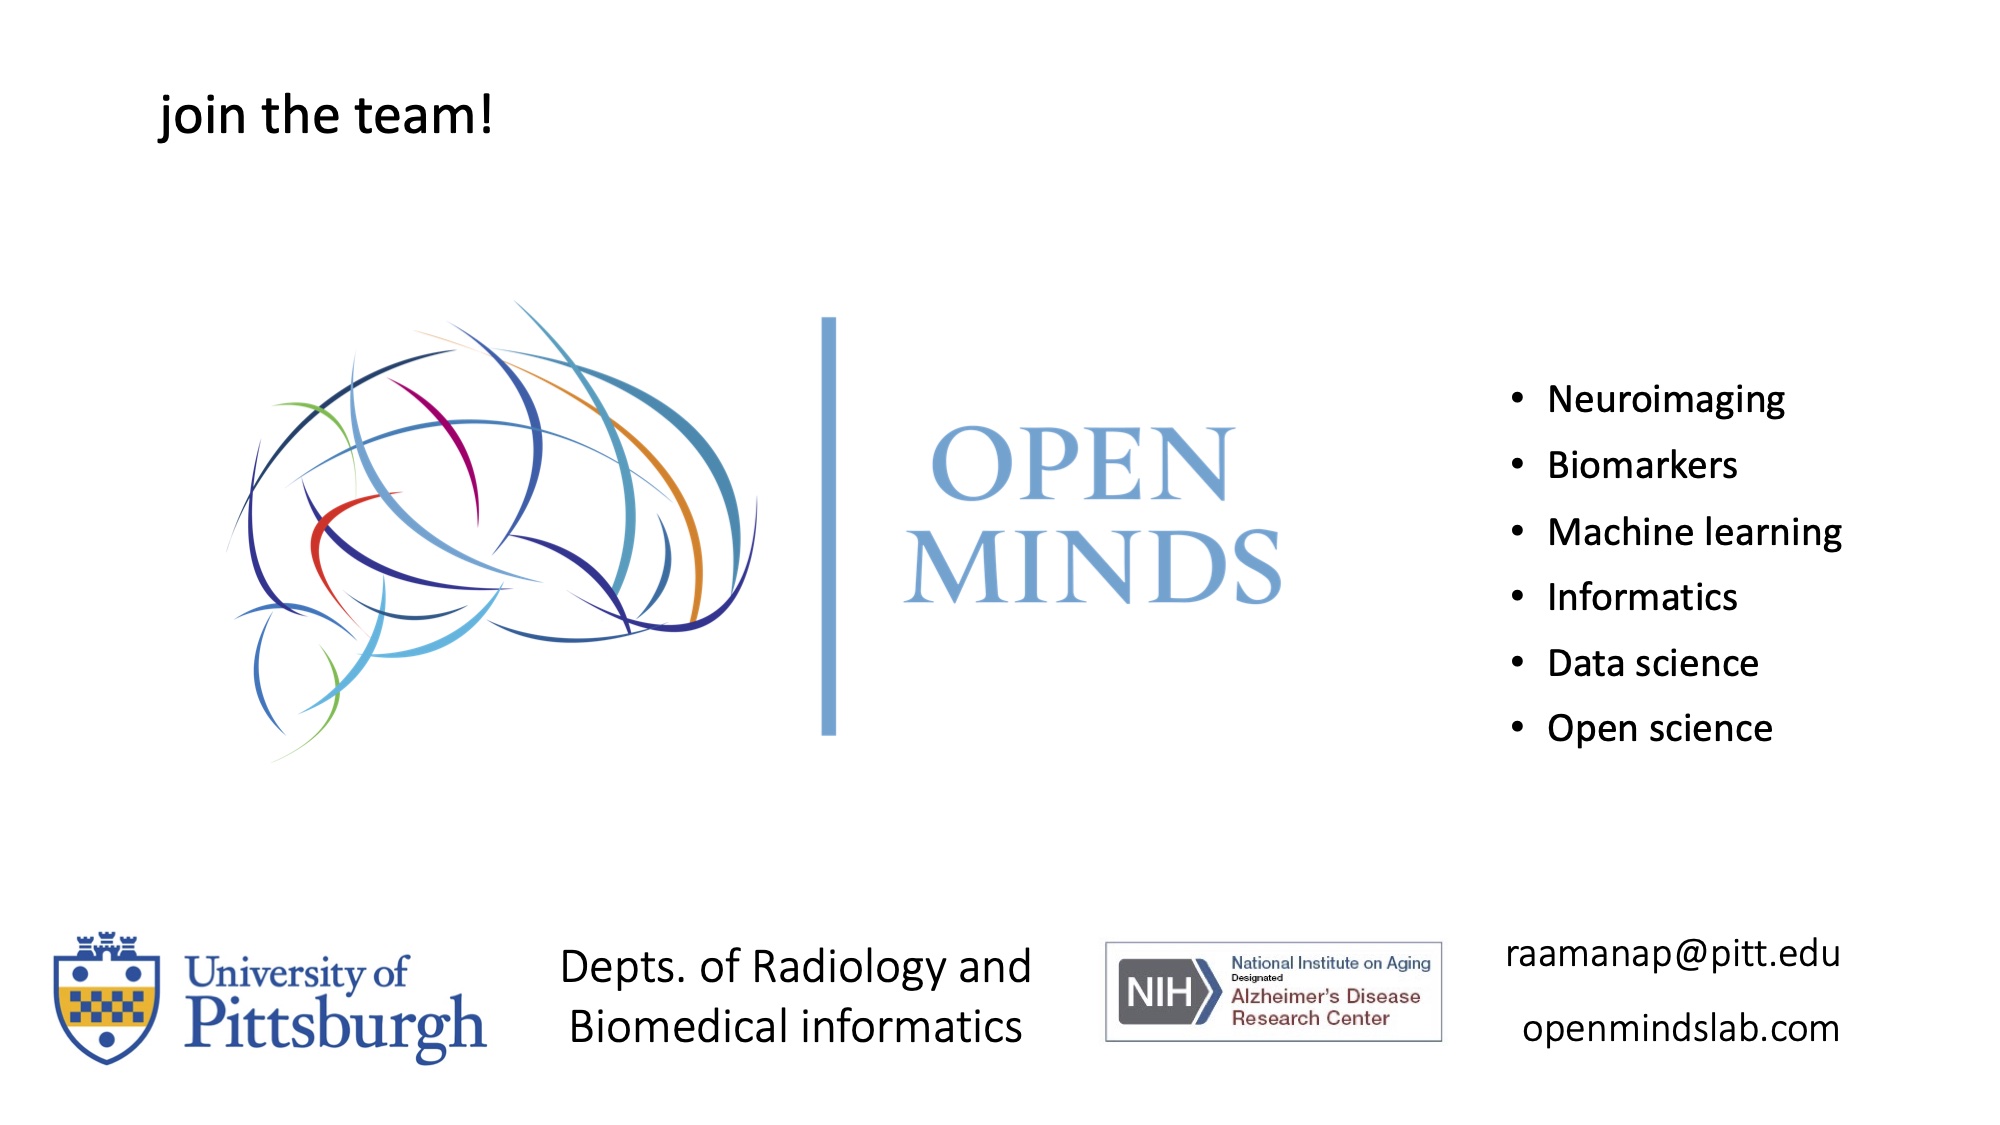 join the team!
OPEN
MINDS
• Neuroimaging
• Biomarkers
• Machine learning
• Informatics
• Data science
• Open science
University of
Pittsburgh
Depts. of Radiology and
Biomedical informatics
NIH
National Institute on Aging
Designated
Alzheimer's Disease
Research Center
raamanap@pitt.edu
openmindslab.com